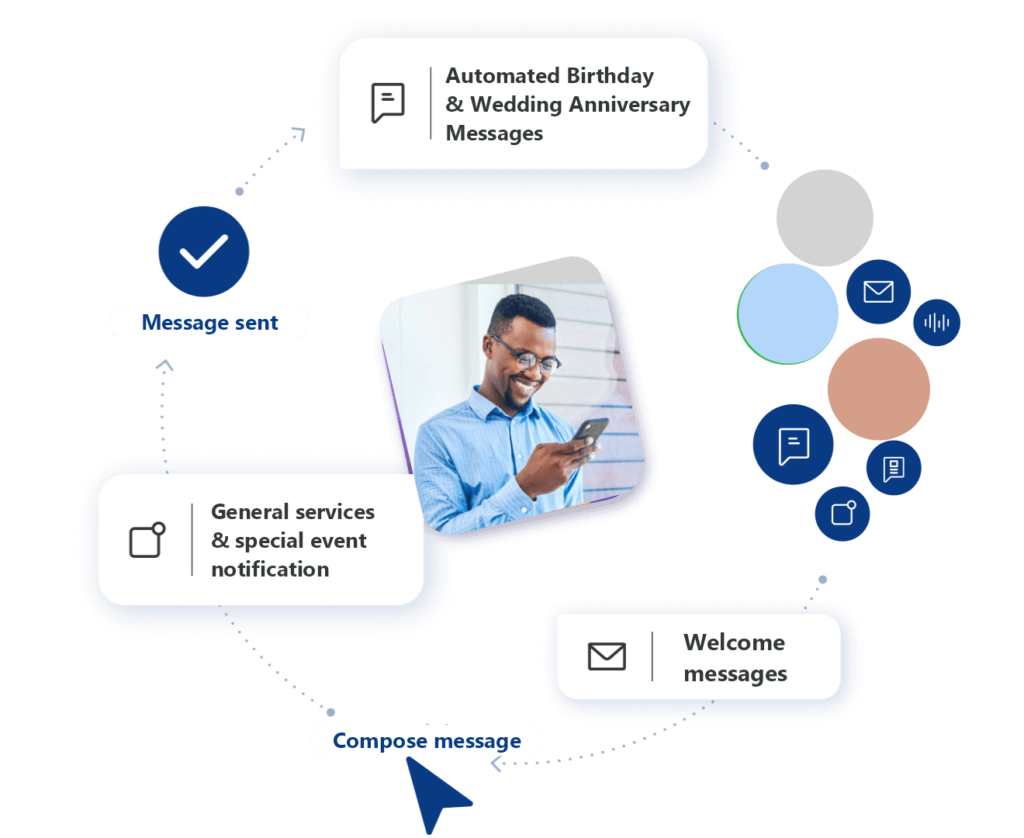 Automated Birthday
& Wedding Anniversary
Messages
Message sent
General services
& special event
notification
Welcome
messages
Compose message